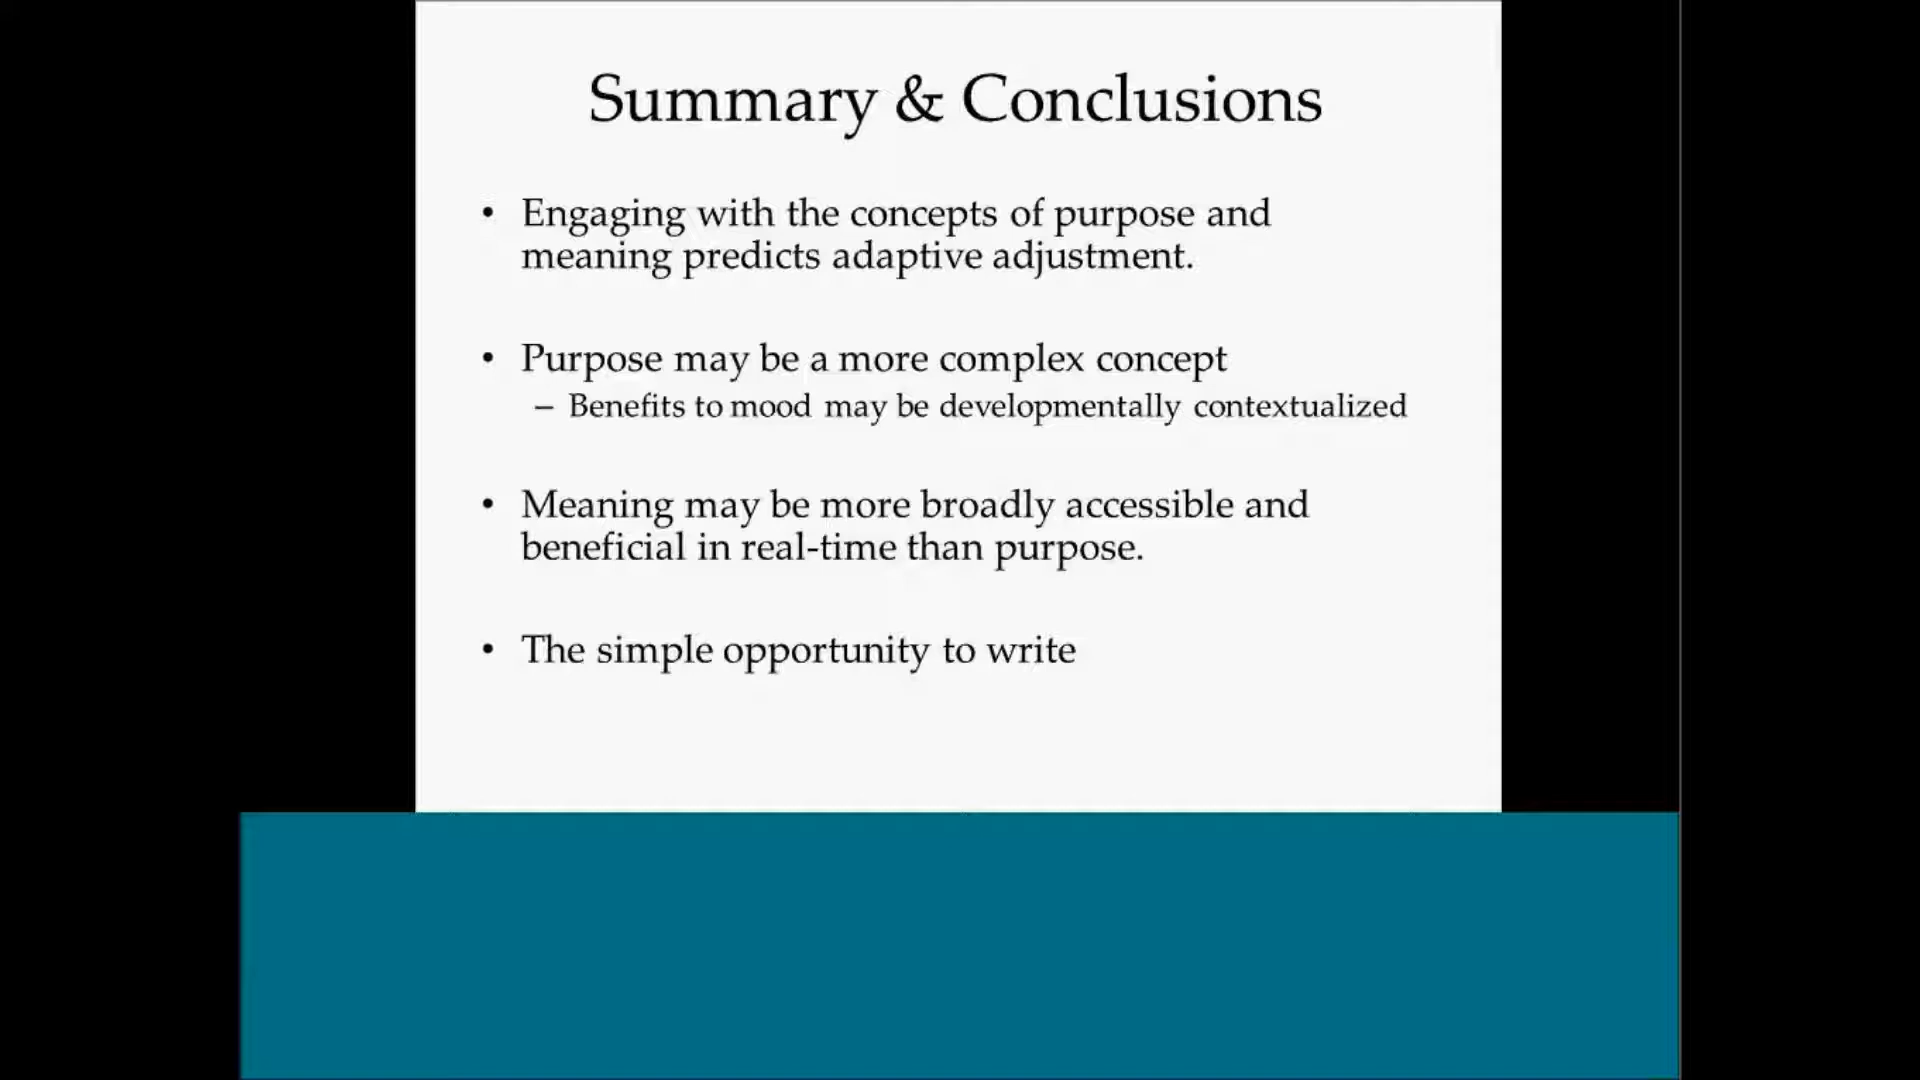 Summary & Conclusions
• Engaging with the concepts of purpose and
meaning predicts adaptive adjustment.
• Purpose may be a more complex concept
– Benefits to mood may be developmentally contextualized
• Meaning may be more broadly accessible and
beneficial in real-time than purpose.
• The simple opportunity to write